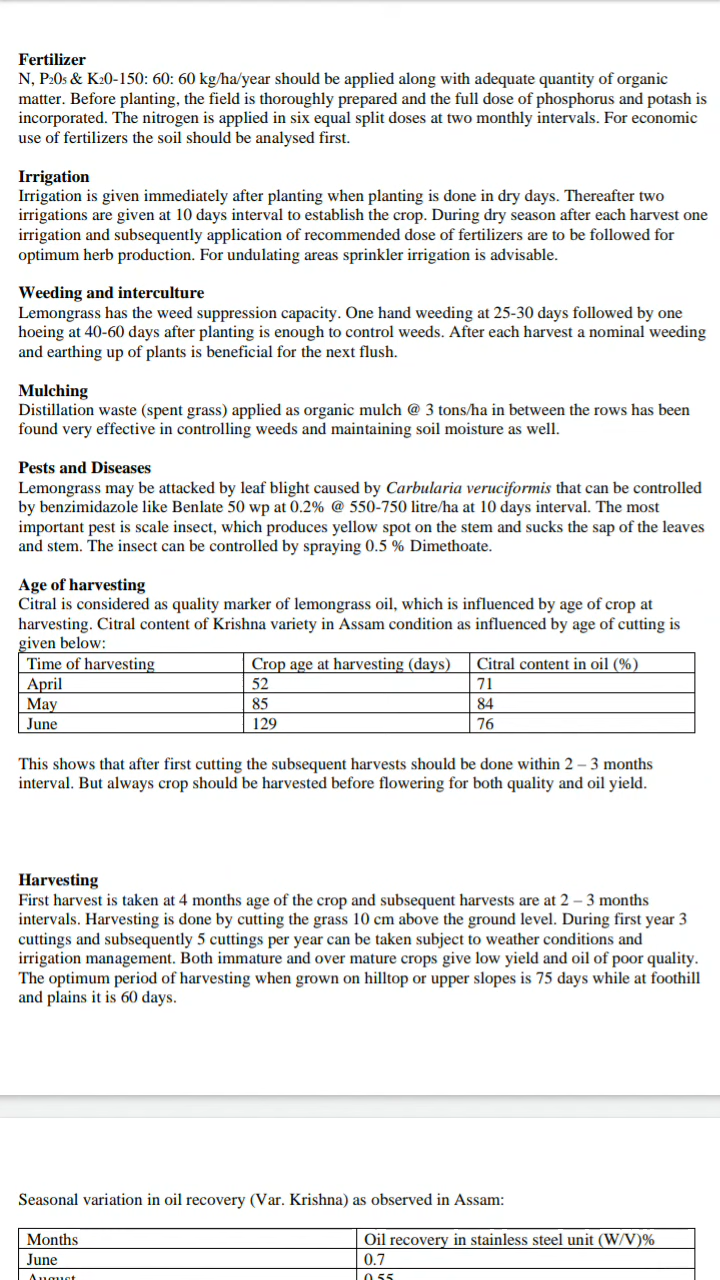 Fertilizer
N, P₂0₅ & K₂0-150: 60: 60 kg/ha/year should be applied along with adequate quantity of organic
matter. Before planting, the field is thoroughly prepared and the full dose of phosphorus and potash is
incorporated. The nitrogen is applied in six equal split doses at two monthly intervals. For economic
use of fertilizers the soil should be analysed first.
Irrigation
Irrigation is given immediately after planting when planting is done in dry days. Thereafter two
irrigations are given at 10 days interval to establish the crop. During dry season after each harvest one
irrigation and subsequently application of recommended dose of fertilizers are to be followed for
optimum herb production. For undulating areas sprinkler irrigation is advisable.
Weeding and interculture
Lemongrass has the weed suppression capacity. One hand weeding at 25-30 days followed by one
hoeing at 40-60 days after planting is enough to control weeds. After each harvest a nominal weeding
and earthing up of plants is beneficial for the next flush.
Mulching
Distillation waste (spent grass) applied as organic mulch @ 3 tons/ha in between the rows has been
found very effective in controlling weeds and maintaining soil moisture as well.
Pests and Diseases
Lemongrass may be attacked by leaf blight caused by Carbularia veruciformis that can be controlled
by benzimidazole like Benlate 50 wp at 0.2% @ 550-750 litre/ha at 10 days interval. The most
important pest is scale insect, which produces yellow spot on the stem and sucks the sap of the leaves
and stem. The insect can be controlled by spraying 0.5 % Dimethoate.
Age of harvesting
Citral is considered as quality marker of lemongrass oil, which is influenced by age of crop at
harvesting. Citral content of Krishna variety in Assam condition as influenced by age of cutting is
given below:
Time of harvesting Crop age at harvesting (days) Citral content in oil (%)
April 52 71
May 85 84
June 129 76
This shows that after first cutting the subsequent harvests should be done within 2 – 3 months
interval. But always crop should be harvested before flowering for both quality and oil yield.
Harvesting
First harvest is taken at 4 months age of the crop and subsequent harvests are at 2 – 3 months
intervals. Harvesting is done by cutting the grass 10 cm above the ground level. During first year 3
cuttings and subsequently 5 cuttings per year can be taken subject to weather conditions and
irrigation management. Both immature and over mature crops give low yield and oil of poor quality.
The optimum period of harvesting when grown on hilltop or upper slopes is 75 days while at foothill
and plains it is 60 days.
Seasonal variation in oil recovery (Var. Krishna) as observed in Assam:
Months Oil recovery in stainless steel unit (W/V)%
June 0.7
August 0.55